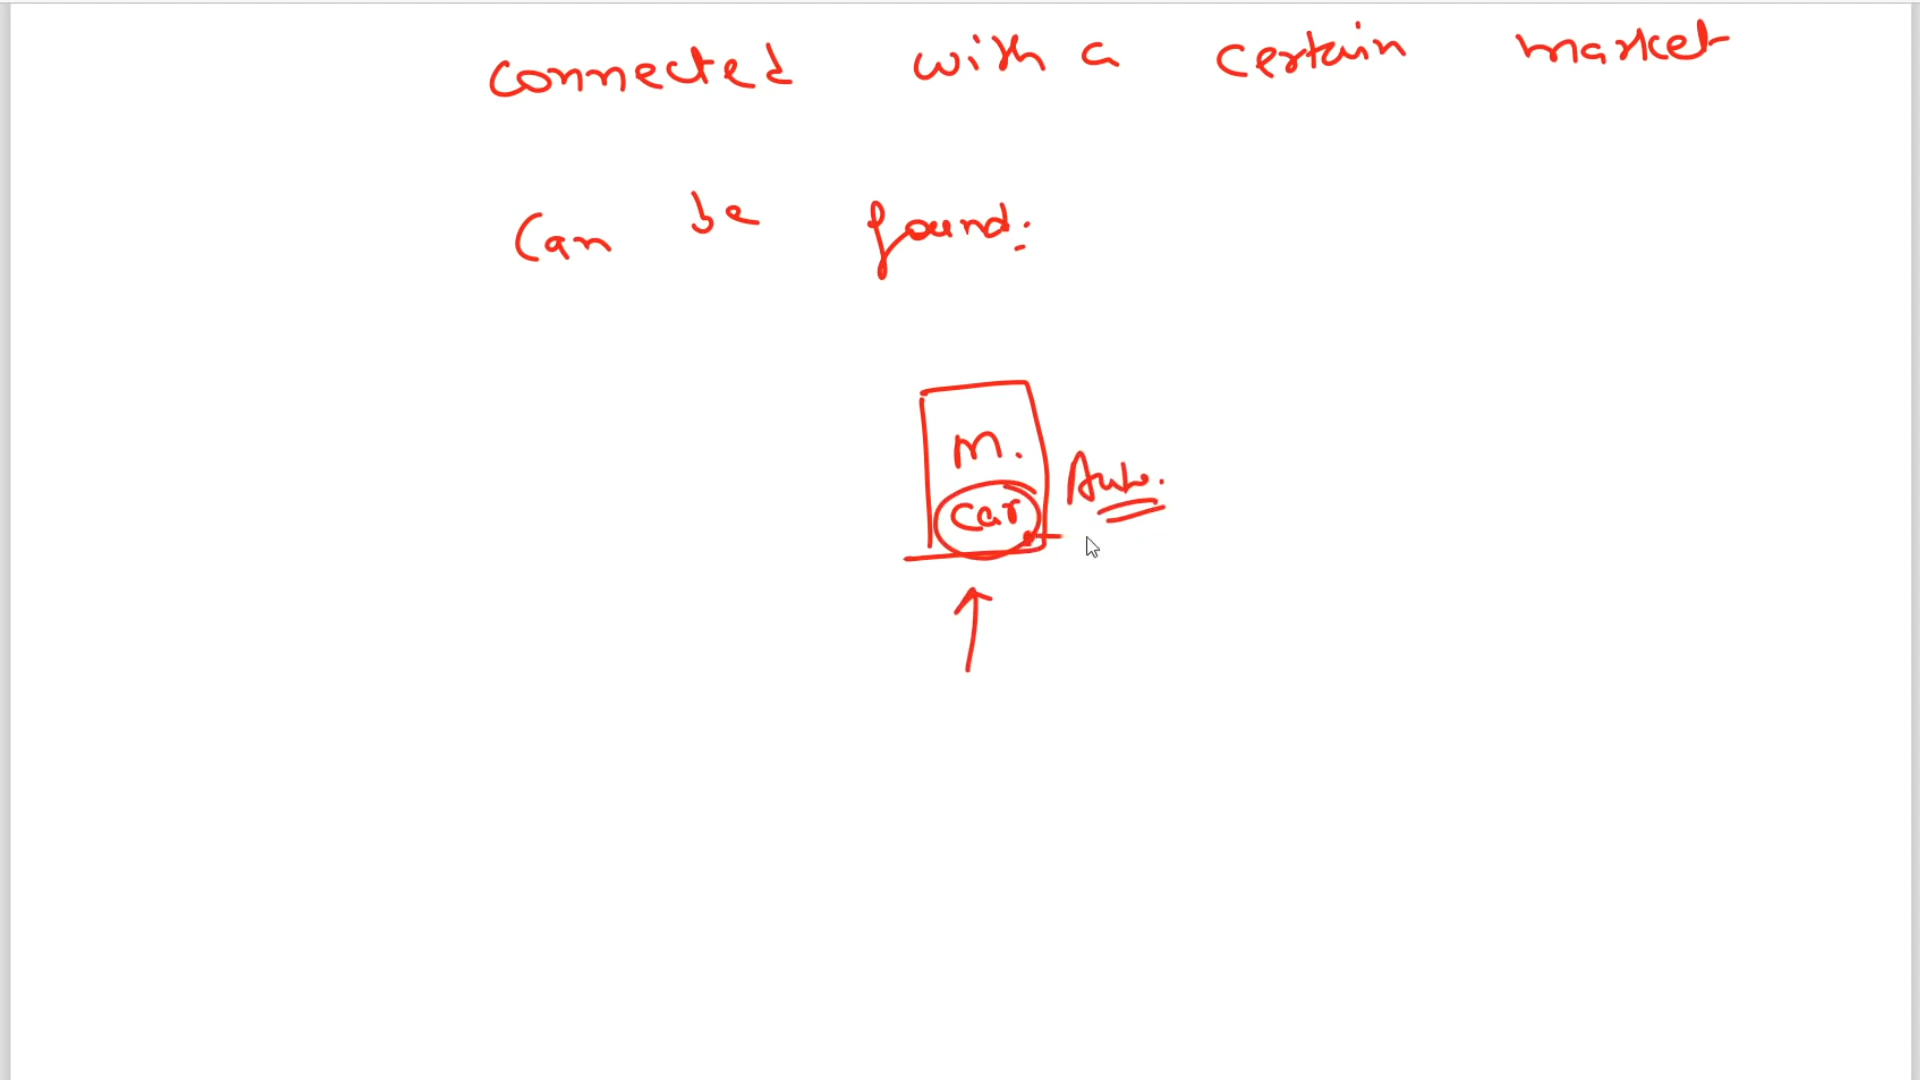 connected with a certain market
can be found.
m.
Auto.
car